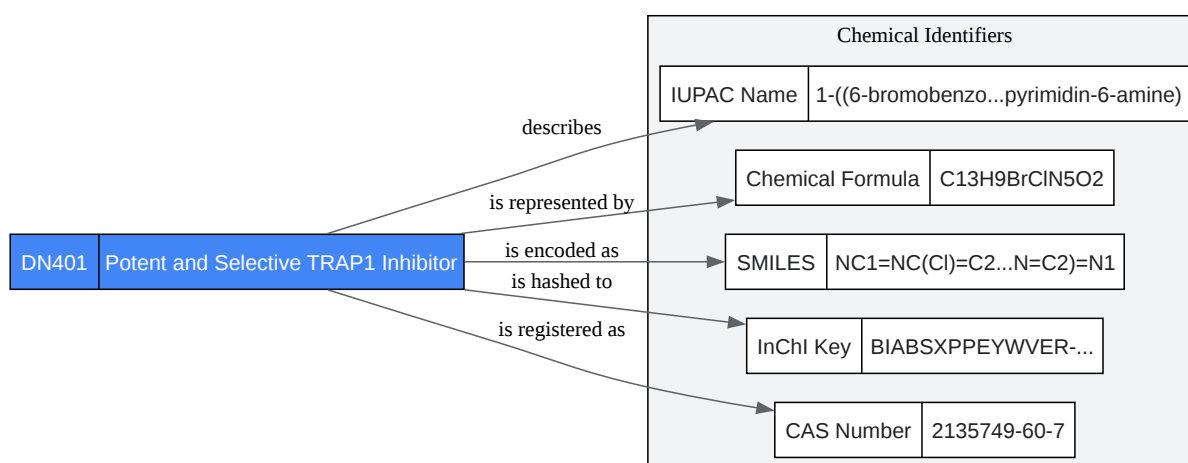 Chemical Identifiers
IUPAC Name 1-((6-bromobenzo...pyrimidin-6-amine)
describes
Chemical Formula C13H9BrClN5O2
is represented by
DN401 Potent and Selective TRAP1 Inhibitor
is encoded as
SMILES NC1=NC(Cl)=C2...N=C2)=N1
is hashed to
InChI Key BIABSXPPEYWVER-...
is registered as
CAS Number 2135749-60-7